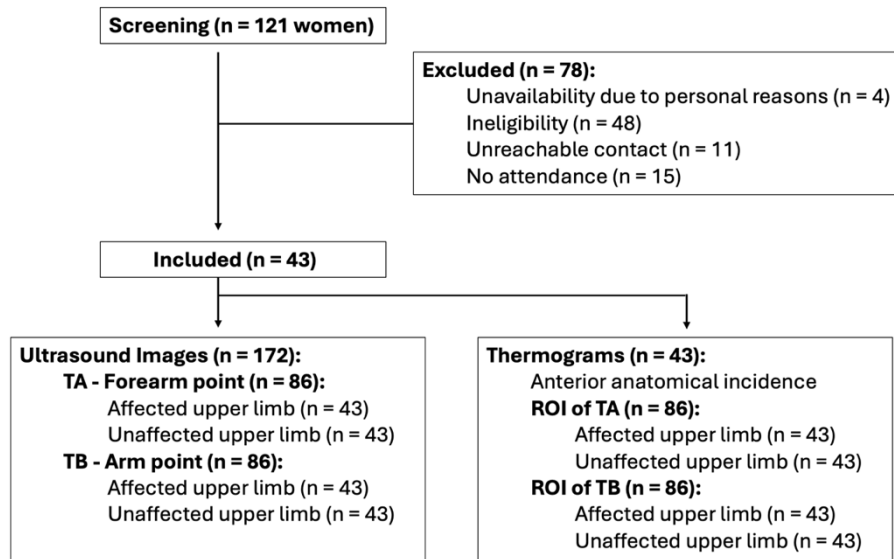 Screening (n = 121 women)
Excluded (n = 78):
Unavailability due to personal reasons (n = 4)
Ineligibility (n = 48)
Unreachable contact (n = 11)
No attendance (n = 15)
Included (n = 43)
Ultrasound Images (n = 172):
TA - Forearm point (n = 86):
Affected upper limb (n = 43)
Unaffected upper limb (n = 43)
TB - Arm point (n = 86):
Affected upper limb (n = 43)
Unaffected upper limb (n = 43)
Thermograms (n = 43):
Anterior anatomical incidence
ROI of TA (n = 86):
Affected upper limb (n = 43)
Unaffected upper limb (n = 43)
ROI of TB (n = 86):
Affected upper limb (n = 43)
Unaffected upper limb (n = 43)